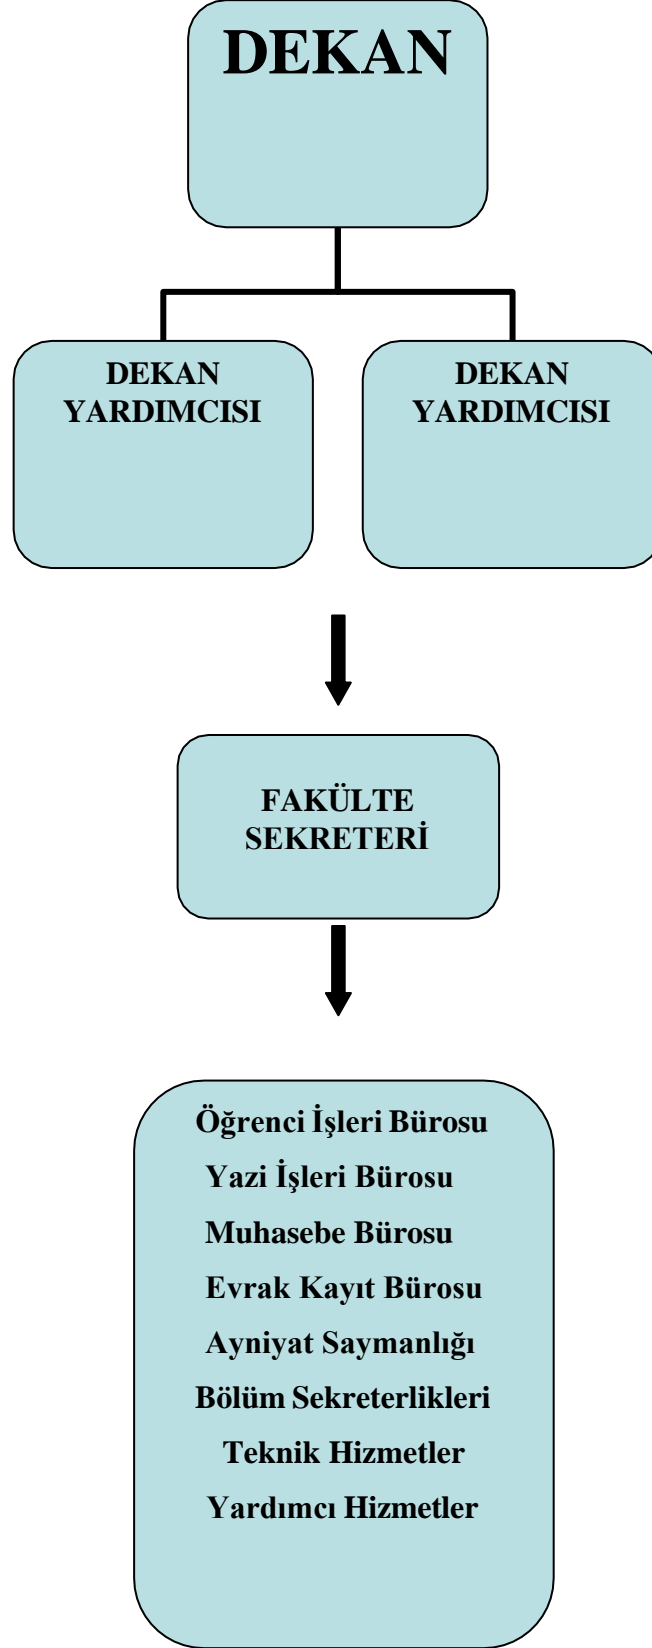 DEKAN
DEKAN
YARDIMCISI
DEKAN
YARDIMCISI
FAKÜLTE
SEKRETERİ
Öğrenci İşleri Bürosu
Yazi İşleri Bürosu
Muhasebe Bürosu
Evrak Kayıt Bürosu
Ayniyat Saymanlığı
Bölüm Sekreterlikleri
Teknik Hizmetler
Yardımcı Hizmetler